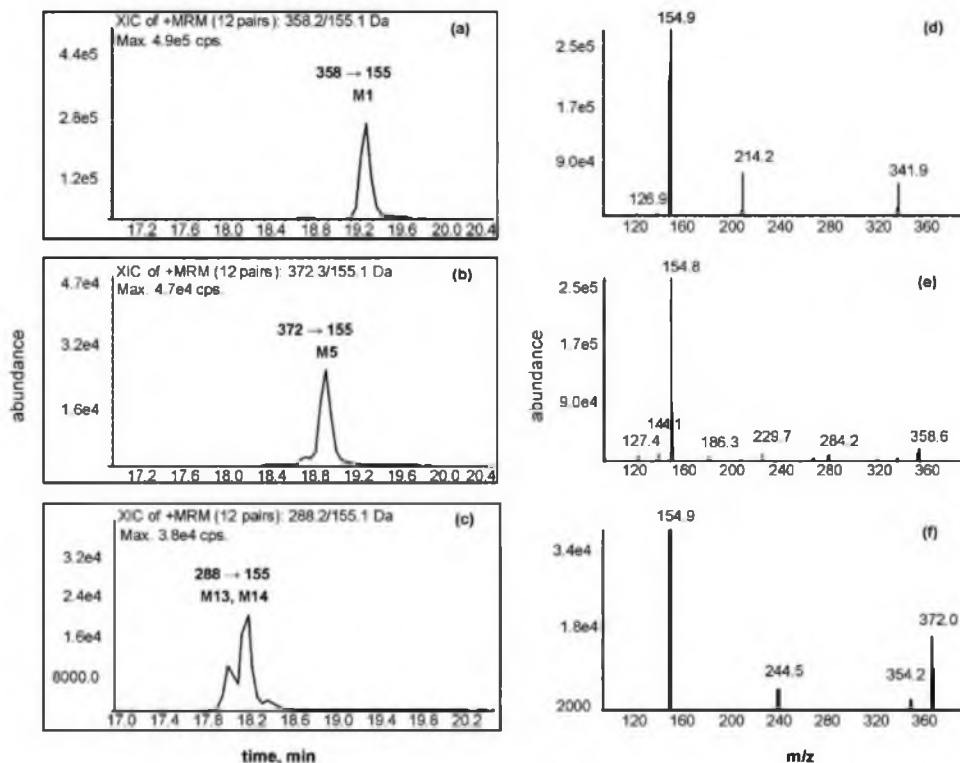 XIC of +MRM (12 pairs): 358.2/155.1 Da
Max. 4.9e5 cps.
(a)
4.4e5
358 → 155
M1
2.8e5
1.2e5
17.2 17.6 18.0 18.4 18.8 19.2 19.6 20.0 20.4
(d)
154.9
2.5e5
1.7e5
9.0e4
214.2
341.9
126.9
120 160 200 240 280 320 360
XIC of +MRM (12 pairs): 372.3/155.1 Da
Max. 4.7e4 cps.
(b)
4.7e4
372 → 155
M5
3.2e4
1.6e4
17.2 17.6 18.0 18.4 18.8 19.2 19.6 20.0 20.4
abundance
(e)
154.8
2.5e5
1.7e5
9.0e4
144.1
127.4
186.3
229.7
284.2
358.6
120 160 200 240 280 320 360
abundance
XIC of +MRM (12 pairs): 288.2/155.1 Da
Max. 3.8e4 cps.
(c)
3.2e4
288 → 155
M13, M14
2.4e4
1.6e4
8000.0
17.0 17.4 17.8 18.2 18.6 19.0 19.4 19.8 20.2
time, min
(f)
154.9
3.4e4
1.8e4
372.0
244.5
354.2
2000
120 160 200 240 280 320 360
m/z